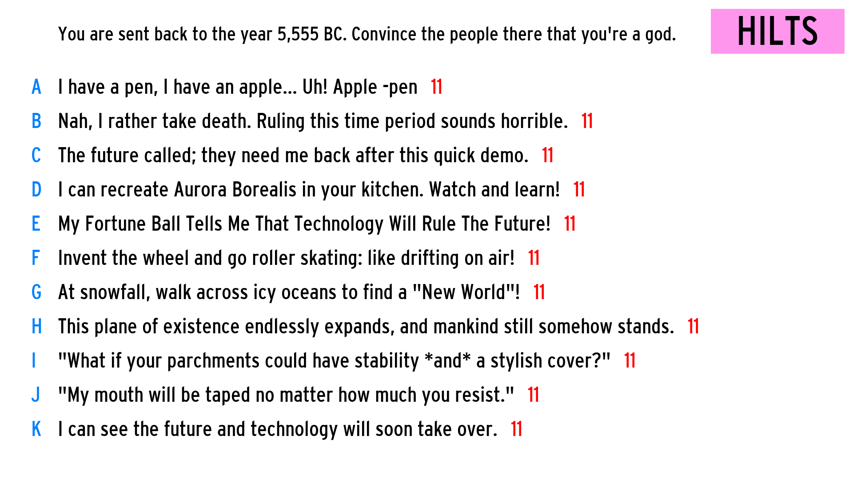 You are sent back to the year 5,555 BC. Convince the people there that you're a god.
HILTS
A I have a pen, I have an apple... Uh! Apple -pen 11
B Nah, I rather take death. Ruling this time period sounds horrible. 11
C The future called; they need me back after this quick demo. 11
D I can recreate Aurora Borealis in your kitchen. Watch and learn! 11
E My Fortune Ball Tells Me That Technology Will Rule The Future! 11
F Invent the wheel and go roller skating: like drifting on air! 11
G At snowfall, walk across icy oceans to find a "New World"! 11
H This plane of existence endlessly expands, and mankind still somehow stands. 11
I "What if your parchments could have stability *and* a stylish cover?" 11
J "My mouth will be taped no matter how much you resist." 11
K I can see the future and technology will soon take over. 11